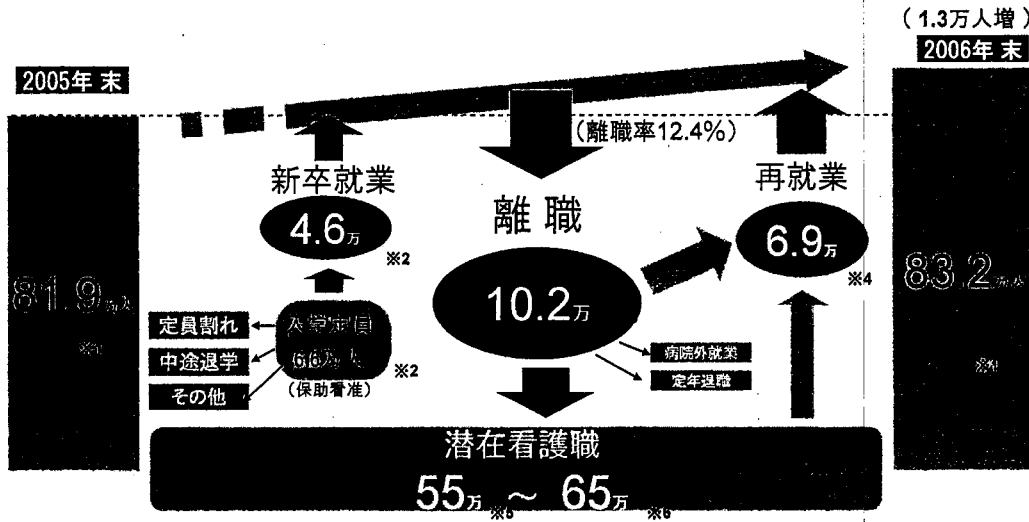 （1.3万人増）
2005年 末
2006年 末
（離職率12.4%）
新卒就業
4.6万
※2
離 職
10.2万
再就業
6.9万
※4
81.9万人
※1
83.2万人
定員割れ
中途退学
その他
入学定員
6.6万人
（保助看准）
※2
病院外就業
定年退職
潜在看護職
55万 ～ 65万
※5
※6